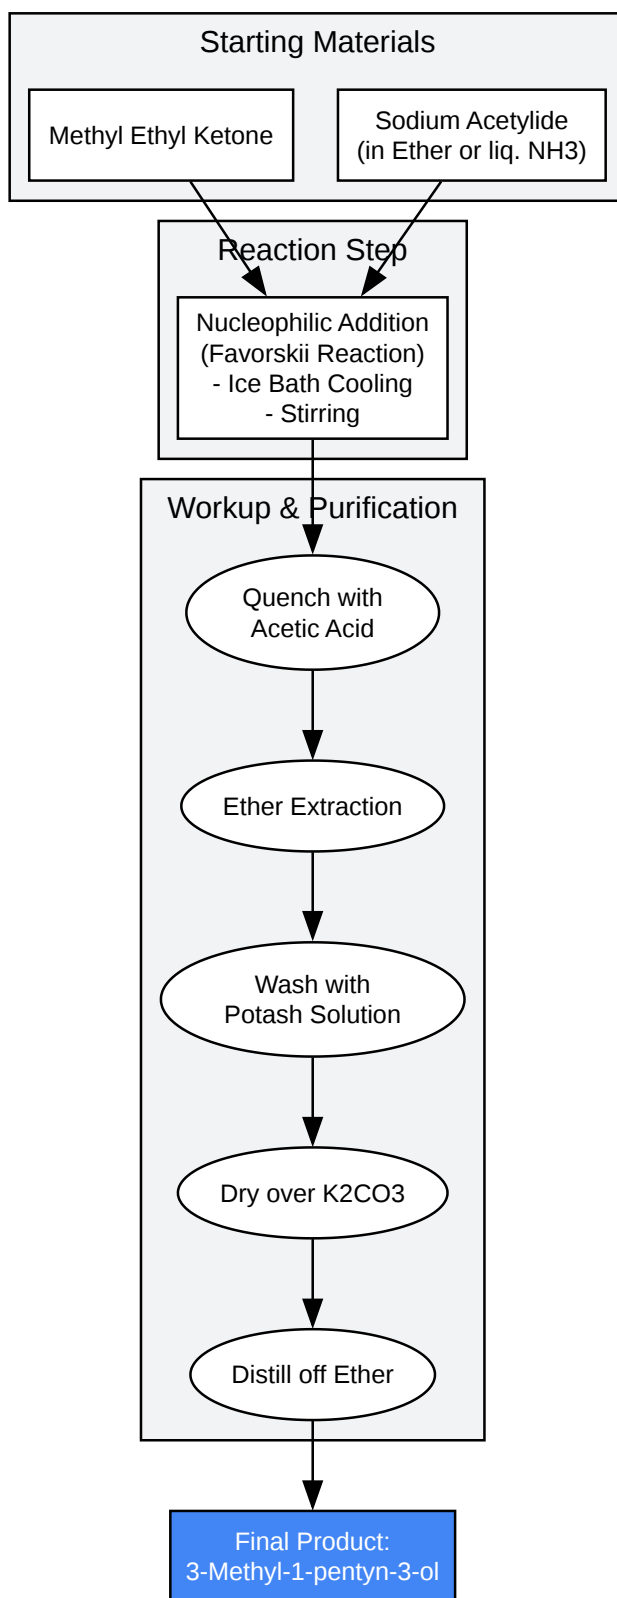 Starting Materials
Methyl Ethyl Ketone
Sodium Acetylide
(in Ether or liq. NH3)
Reaction Step
Nucleophilic Addition
(Favorskii Reaction)
- Ice Bath Cooling
- Stirring
Workup & Purification
Quench with
Acetic Acid
Ether Extraction
Wash with
Potash Solution
Dry over K2CO3
Distill off Ether
Final Product:
3-Methyl-1-pentyn-3-ol